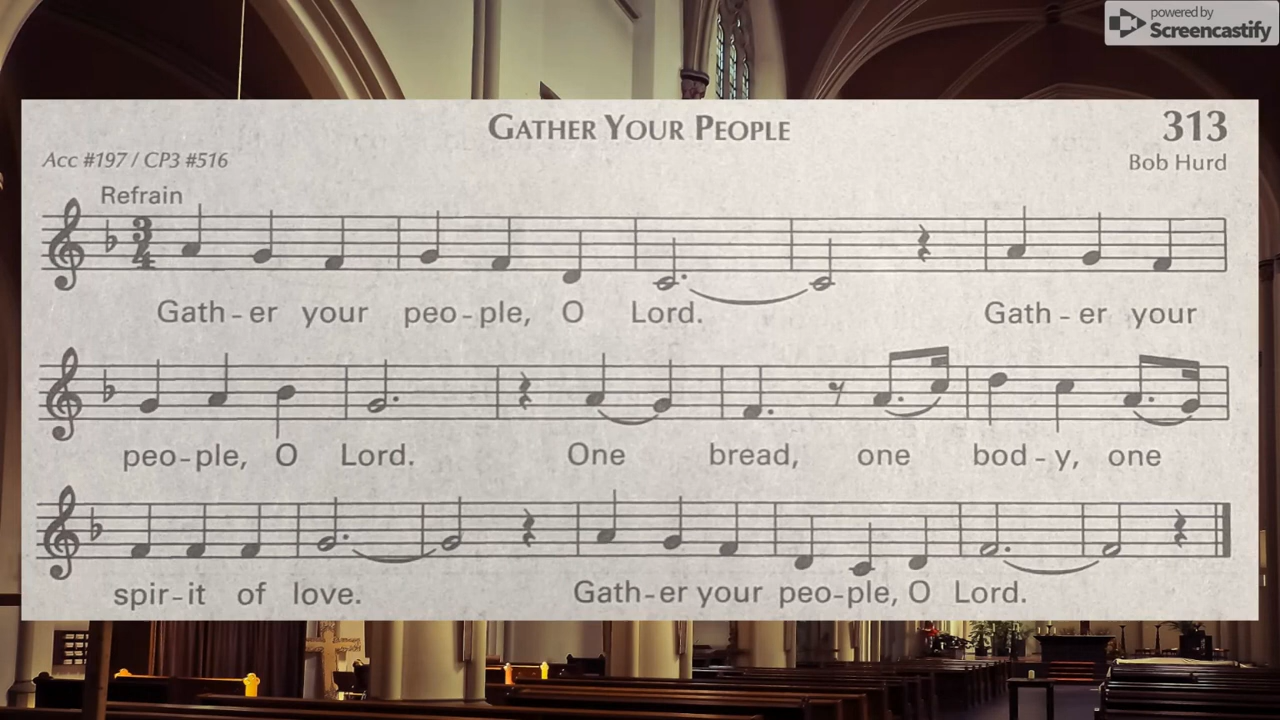 powered by
Screencastify
GATHER YOUR PEOPLE
313
Acc #197 / CP3 #516
Bob Hurd
Refrain
3
4
Gath - er your peo - ple, O Lord. Gath - er your
peo - ple, O Lord. One bread, one bod - y, one
spir - it of love. Gath - er your peo - ple, O Lord.